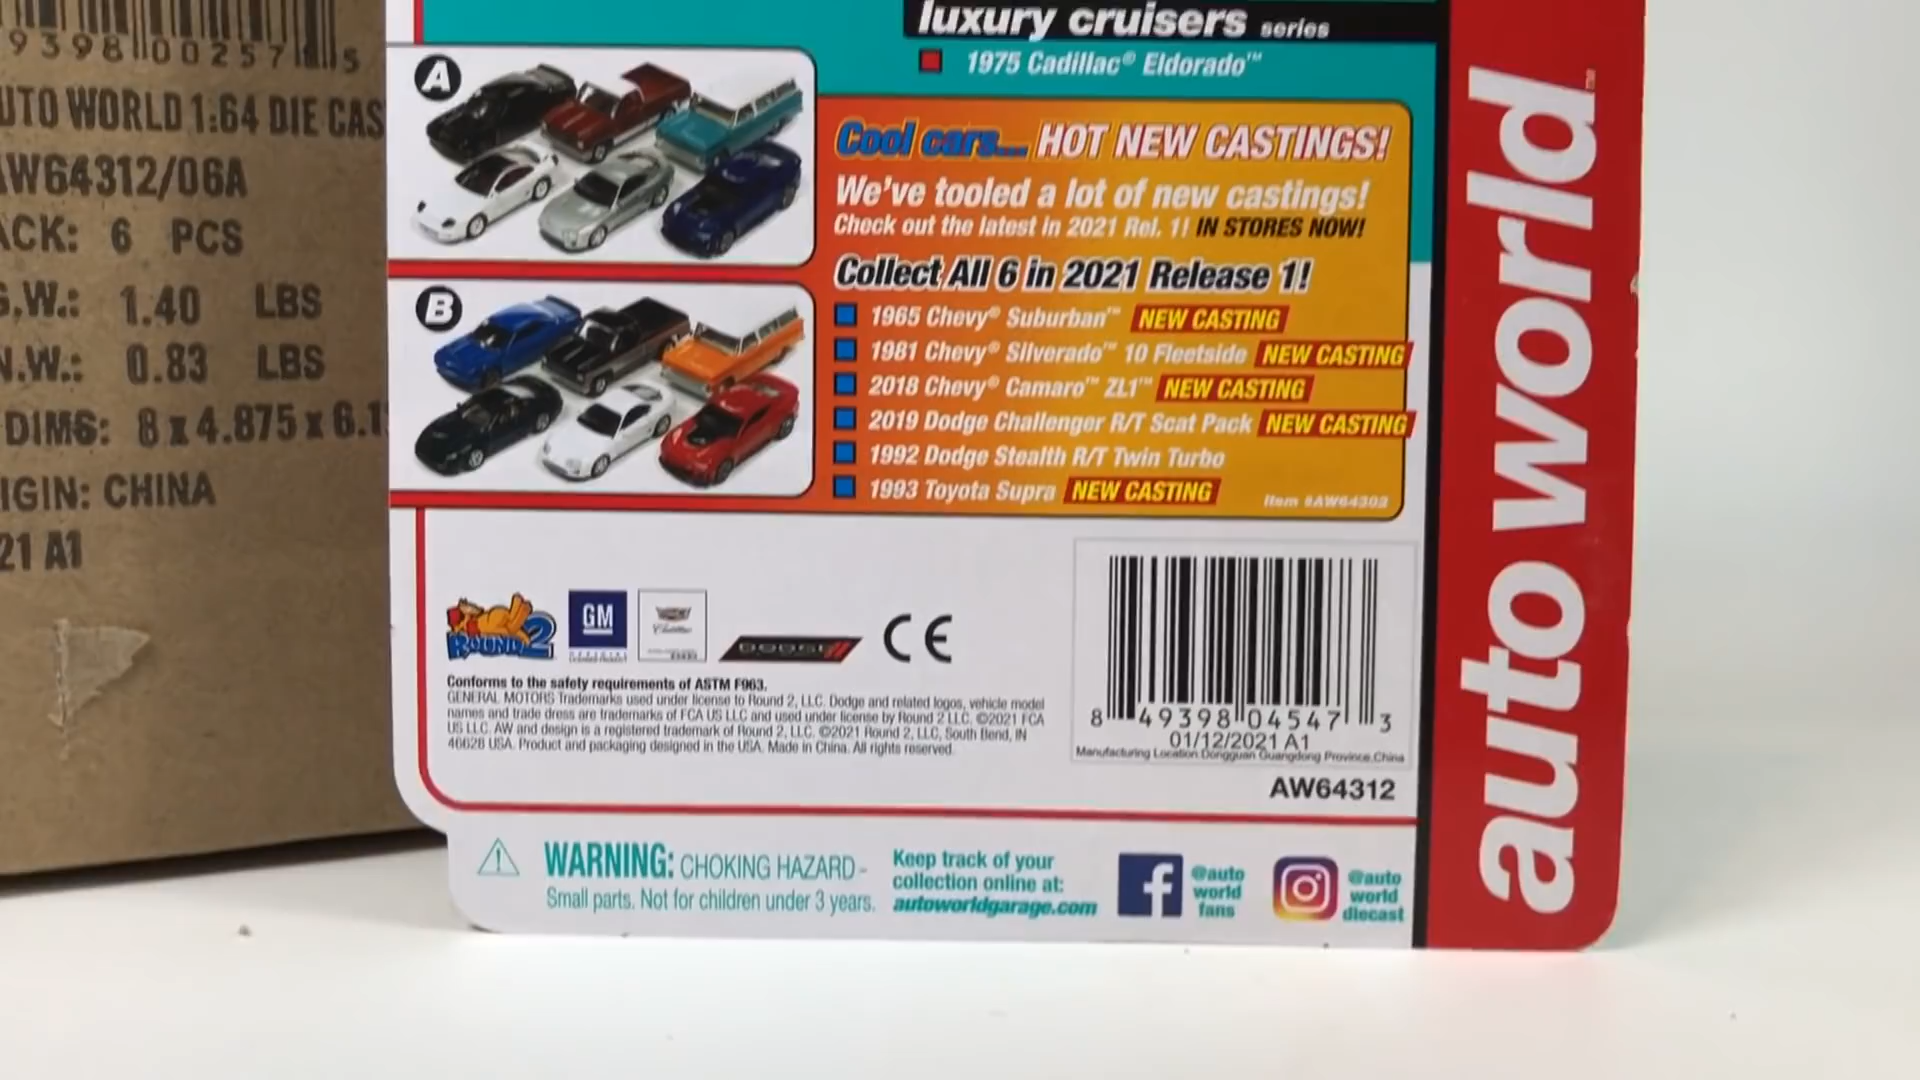 9398 00257 5
UTO WORLD 1:64 DIE CAS
AW64312/06A
ACK: 6 PCS
G.W.: 1.40 LBS
N.W.: 0.83 LBS
DIMS: 8 x 4.875 x 6.1
IGIN: CHINA
21 A1
luxury cruisers series
1975 Cadillac® Eldorado™
A
B
Cool cars... HOT NEW CASTINGS!
We've tooled a lot of new castings!
Check out the latest in 2021 Rel. 1! IN STORES NOW!
Collect All 6 in 2021 Release 1!
1965 Chevy® Suburban™ NEW CASTING
1981 Chevy® Silverado™ 10 Fleetside NEW CASTING
2018 Chevy® Camaro™ ZL1™ NEW CASTING
2019 Dodge Challenger R/T Scat Pack NEW CASTING
1992 Dodge Stealth R/T Twin Turbo
1993 Toyota Supra NEW CASTING
Item #AW64302
ROUND 2
GM
Cadillac
DODGE
CE
Conforms to the safety requirements of ASTM F963.
GENERAL MOTORS Trademarks used under license to Round 2, LLC. Dodge and related logos, vehicle model
names and trade dress are trademarks of FCA US LLC and used under license by Round 2 LLC. ©2021 FCA
US LLC. AW and design is a registered trademark of Round 2, LLC. ©2021 Round 2, LLC, South Bend, IN
46628 USA. Product and packaging designed in the USA. Made in China. All rights reserved.
8 49398 04547 3
01/12/2021 A1
Manufacturing Location:Dongguan Guangdong Province,China
AW64312
WARNING: CHOKING HAZARD -
Small parts. Not for children under 3 years.
Keep track of your
collection online at:
autoworldgarage.com
@auto
world
fans
@auto
world
diecast
auto world™